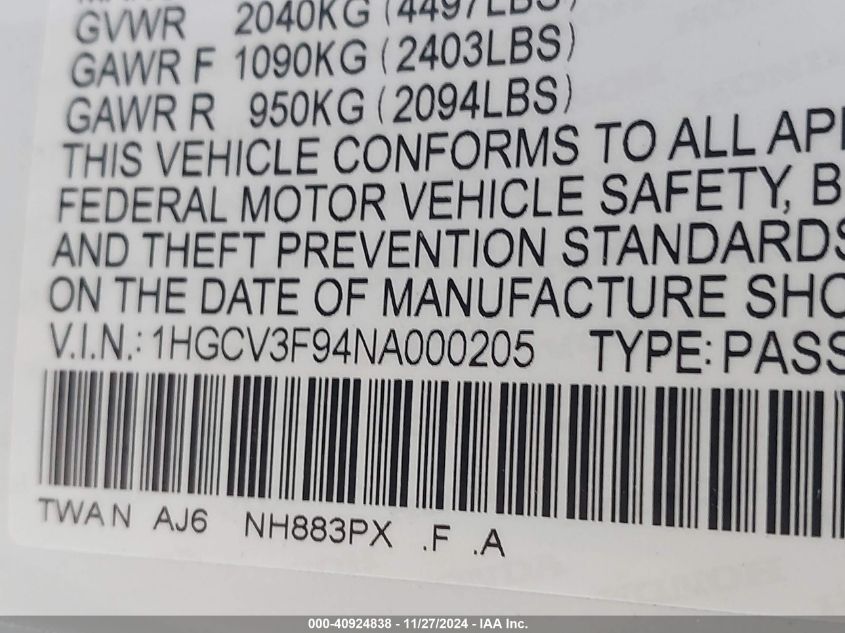 GVWR 2040KG (4497LBS)
GAWR F 1090KG (2403LBS)
GAWR R 950KG (2094LBS)
THIS VEHICLE CONFORMS TO ALL AP
FEDERAL MOTOR VEHICLE SAFETY, B
AND THEFT PREVENTION STANDARDS
ON THE DATE OF MANUFACTURE SHO
V.I.N.: 1HGCV3F94NA000205 TYPE: PASS
TWAN AJ6 NH883PX .F .A
000-40924838 - 11/27/2024 - IAA Inc.